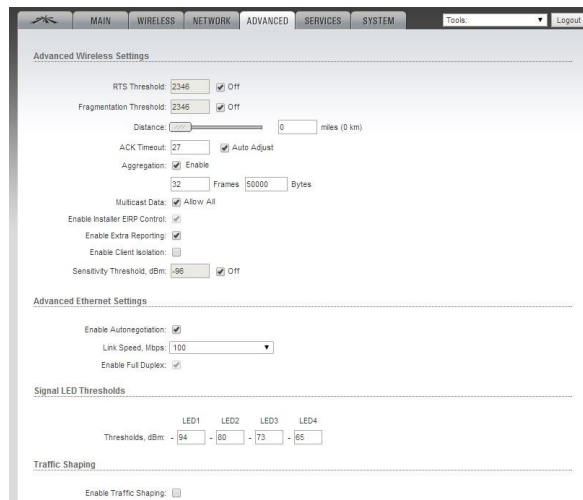 MAIN WIRELESS NETWORK ADVANCED SERVICES SYSTEM Tools: Logout
Advanced Wireless Settings
RTS Threshold: 2346 Off
Fragmentation Threshold: 2346 Off
Distance: 0 miles (0 km)
ACK Timeout: 27 Auto Adjust
Aggregation: Enable
32 Frames 50000 Bytes
Multicast Data: Allow All
Enable Installer EIRP Control:
Enable Extra Reporting:
Enable Client Isolation:
Sensitivity Threshold, dBm: -96 Off
Advanced Ethernet Settings
Enable Autonegotiation:
Link Speed, Mbps: 100
Enable Full Duplex:
Signal LED Thresholds
LED1 LED2 LED3 LED4
Thresholds, dBm: - 94 - 80 - 73 - 65
Traffic Shaping
Enable Traffic Shaping: